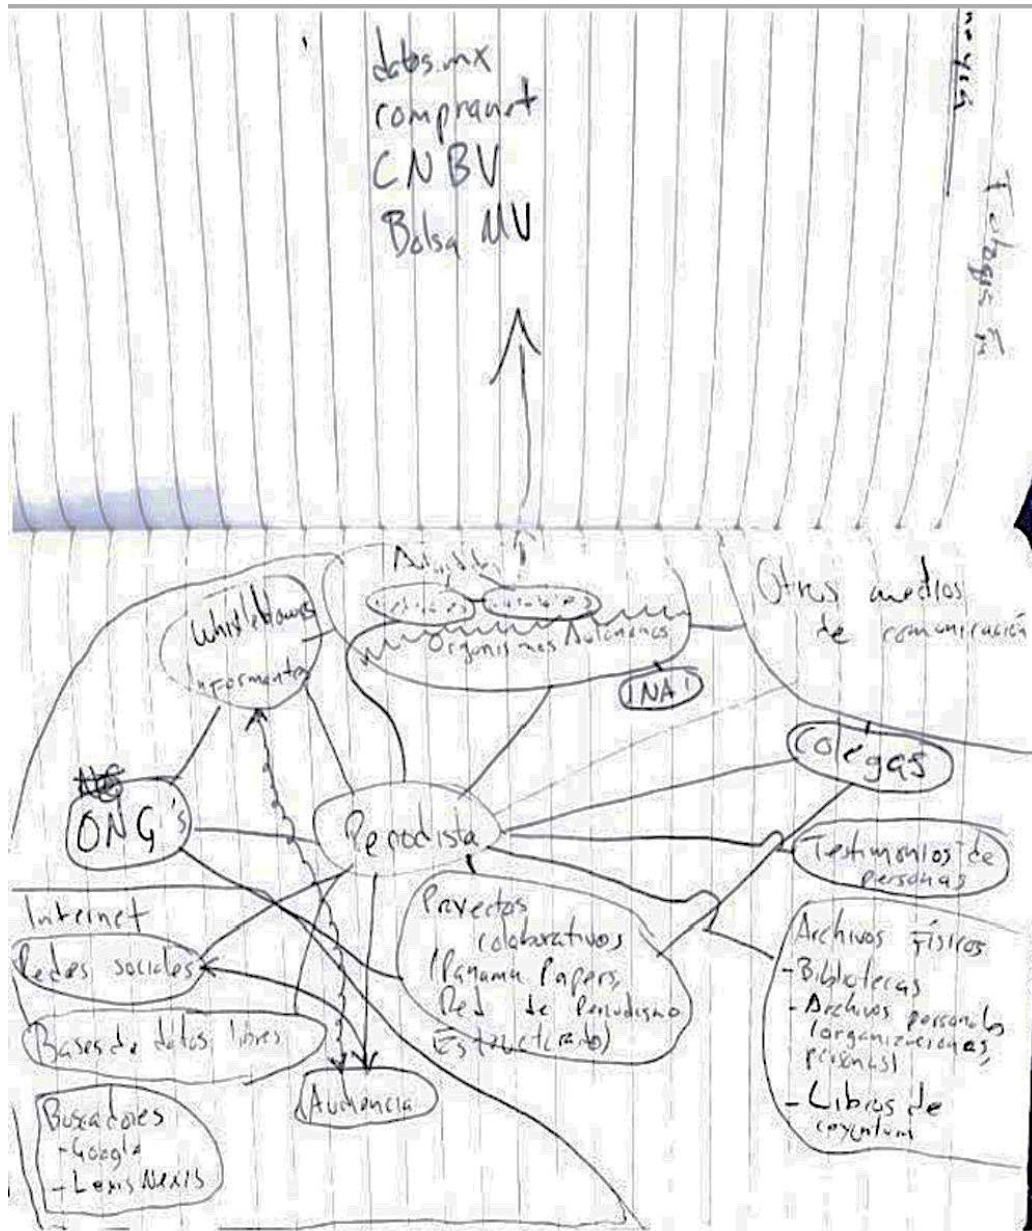 datos.mx
compranet
CNBV
Bolsa MV
Otros medios
de comunicación
Whistleblowers
Informantes
Organismos Autónomos
INAI
Colegas
ONG's
Periodista
Testimonios de
personas
Internet
Redes sociales
Bases de datos libres
Buscadores
- Google
- Lexis Nexis
Audiencia
Proyectos
colaborativos
(Panama Papers,
Red de Periodismo
Estructurado)
Archivos Físicos
- Bibliotecas
- Archivos personales
(organizaciones,
personas)
- Libros de
coyuntura